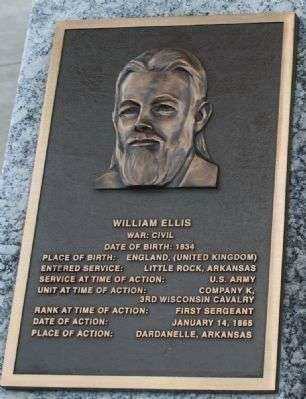 WILLIAM ELLIS
WAR: CIVIL
DATE OF BIRTH: 1834
PLACE OF BIRTH: ENGLAND, (UNITED KINGDOM)
ENTERED SERVICE: LITTLE ROCK, ARKANSAS
SERVICE AT TIME OF ACTION: U.S. ARMY
UNIT AT TIME OF ACTION: COMPANY K,
3RD WISCONSIN CAVALRY
RANK AT TIME OF ACTION: FIRST SERGEANT
DATE OF ACTION: JANUARY 14, 1865
PLACE OF ACTION: DARDANELLE, ARKANSAS